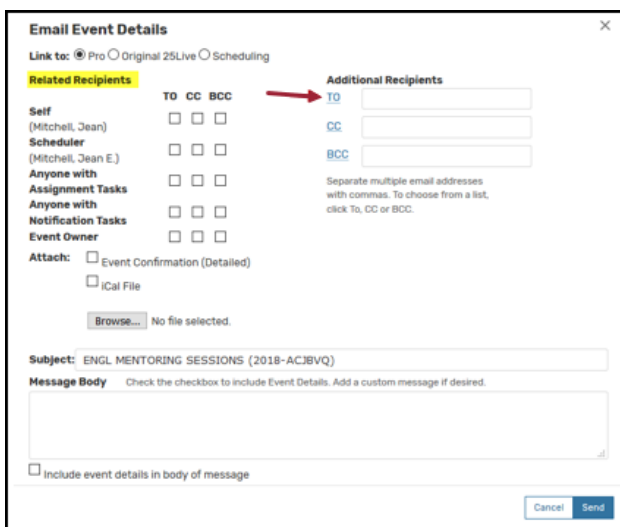 Email Event Details
Link to: Pro Original 25Live Scheduling
Related Recipients
TO CC BCC
Self
(Mitchell, Jean)
Scheduler
(Mitchell, Jean E.)
Anyone with
Assignment Tasks
Anyone with
Notification Tasks
Event Owner
Additional Recipients
TO
CC
BCC
Separate multiple email addresses
with commas. To choose from a list,
click To, CC or BCC.
Attach: Event Confirmation (Detailed)
iCal File
Browse... No file selected.
Subject: ENGL MENTORING SESSIONS (2018-ACJBVQ)
Message Body Check the checkbox to include Event Details. Add a custom message if desired.
Include event details in body of message
Cancel Send